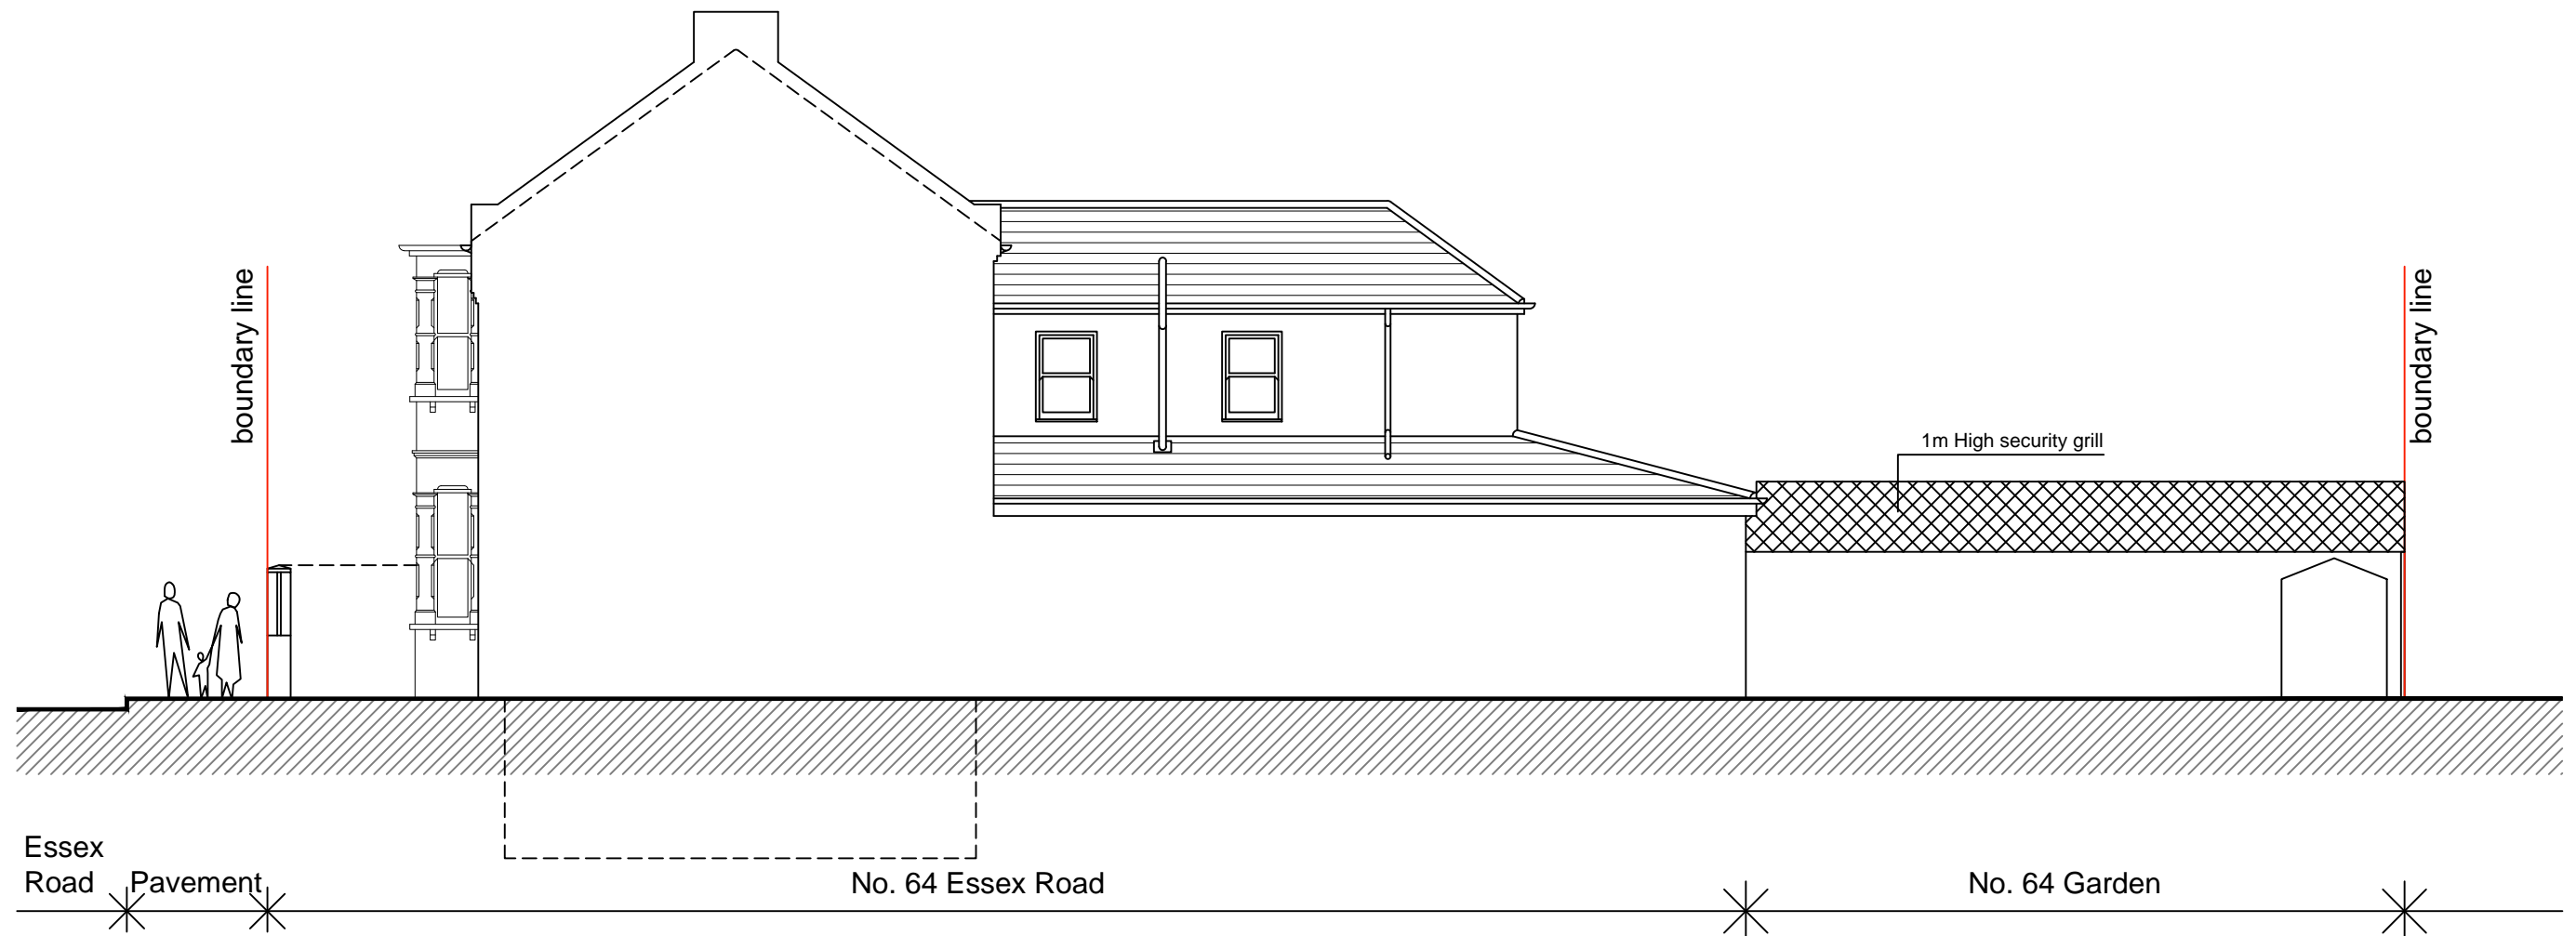 boundary line
boundary line
1m High security grill
Essex
Road
Pavement
No. 64 Essex Road
No. 64 Garden